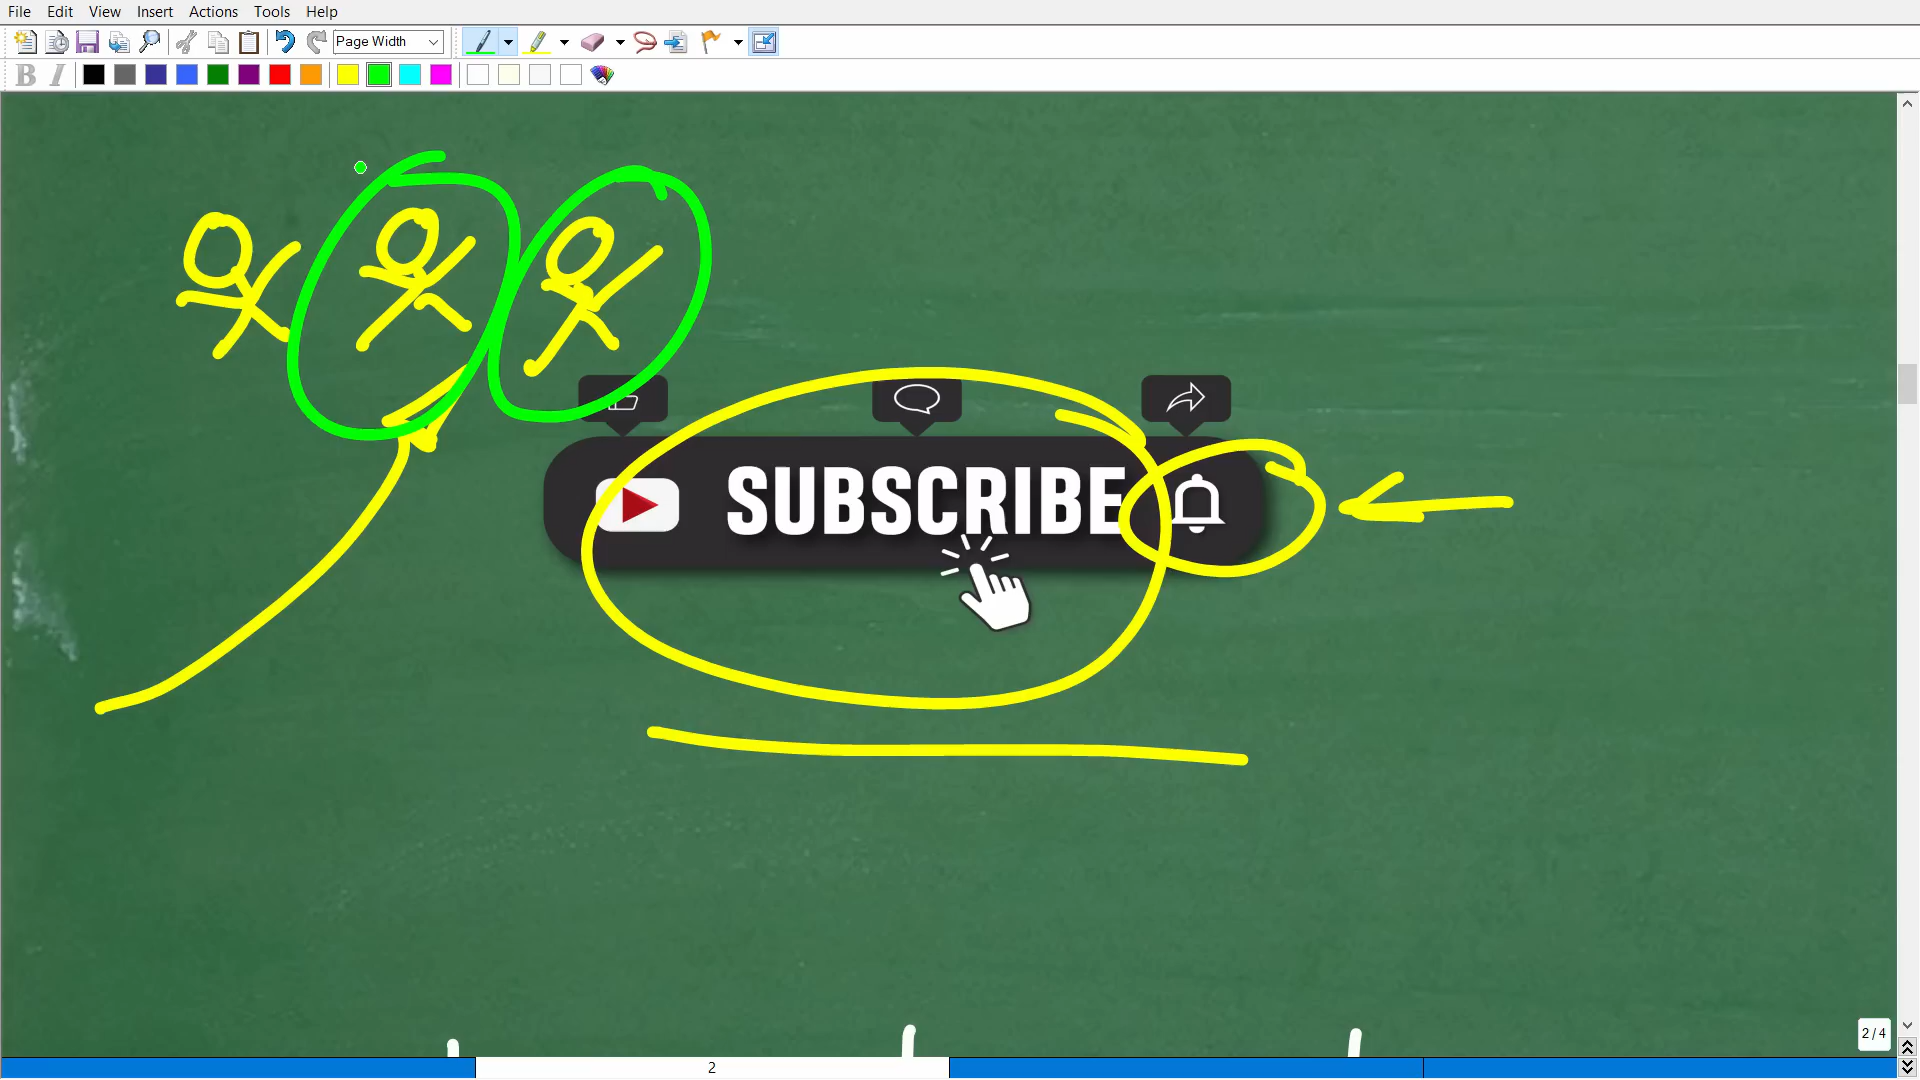 File Edit View Insert Actions Tools Help
Page Width
B I
SUBSCRIBE
2 / 4
2